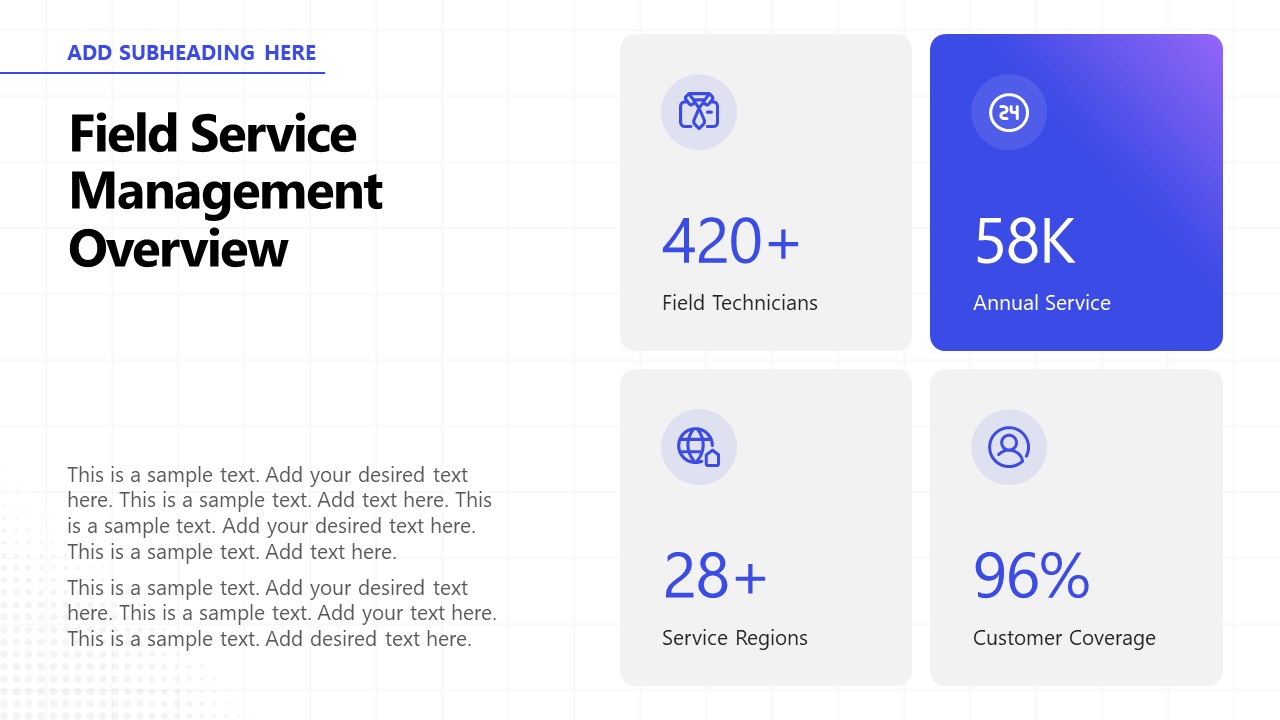 ADD SUBHEADING HERE
Field Service
Management
Overview
This is a sample text. Add your desired text
here. This is a sample text. Add text here. This
is a sample text. Add your desired text here.
This is a sample text. Add text here.
This is a sample text. Add your desired text
here. This is a sample text. Add your text here.
This is a sample text. Add desired text here.
420+
Field Technicians
24
58K
Annual Service
28+
Service Regions
96%
Customer Coverage